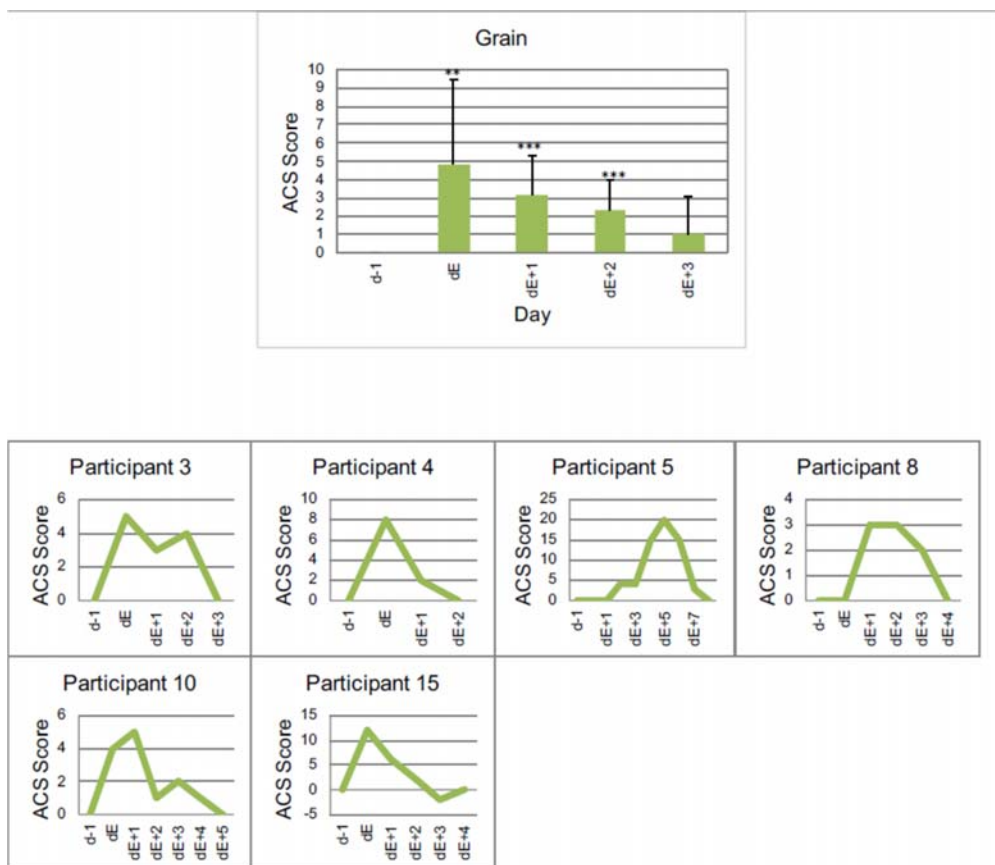 Grain
ACS Score
10
9
8
7
6
5
4
3
2
1
0
**
***
***
d-1
dE
dE+1
dE+2
dE+3
Day
Participant 3
ACS Score
6
4
2
0
d-1
dE
dE+1
dE+2
dE+3
Participant 4
ACS Score
10
8
6
4
2
0
d-1
dE
dE+1
dE+2
Participant 5
ACS Score
25
20
15
10
5
0
d-1
dE+1
dE+3
dE+5
dE+7
Participant 8
ACS Score
4
3
2
1
0
d-1
dE
dE+1
dE+2
dE+3
dE+4
Participant 10
ACS Score
6
4
2
0
d-1
dE
dE+1
dE+2
dE+3
dE+4
dE+5
Participant 15
ACS Score
15
10
5
0
-5
d-1
dE
dE+1
dE+2
dE+3
dE+4